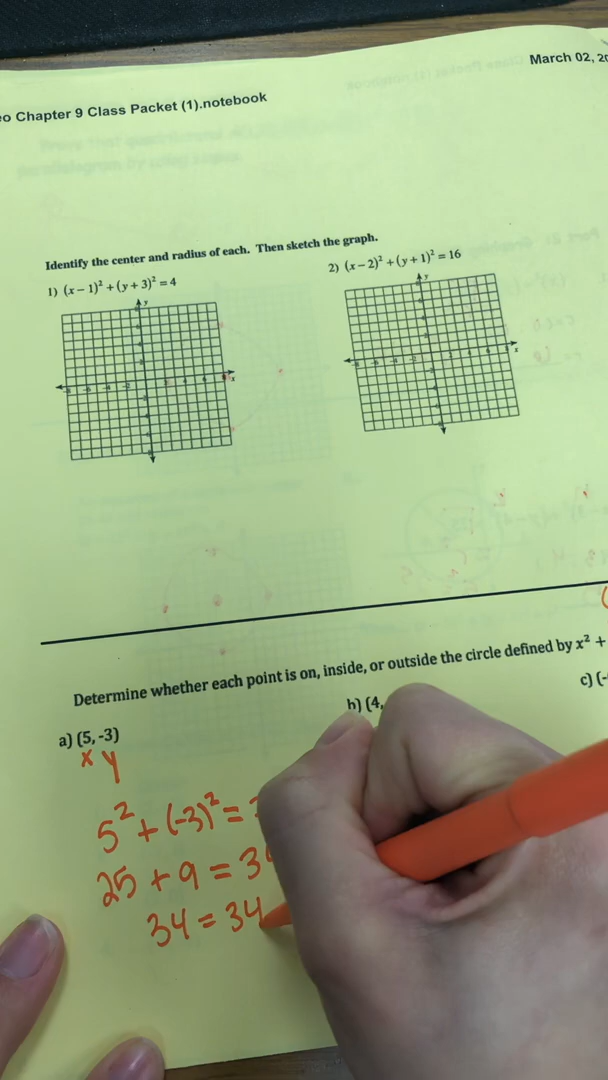 March 02,
Chapter 9 Class Packet (1).notebook
Identify the center and radius of each. Then sketch the graph.
1) (x − 1)² + (y + 3)² = 4
2) (x − 2)² + (y + 1)² = 16
Determine whether each point is on, inside, or outside the circle defined by x² +
a) (5, -3)
b) (4,
c) (-
x y
5² + (-3)² =
25 + 9 = 34
34 = 34